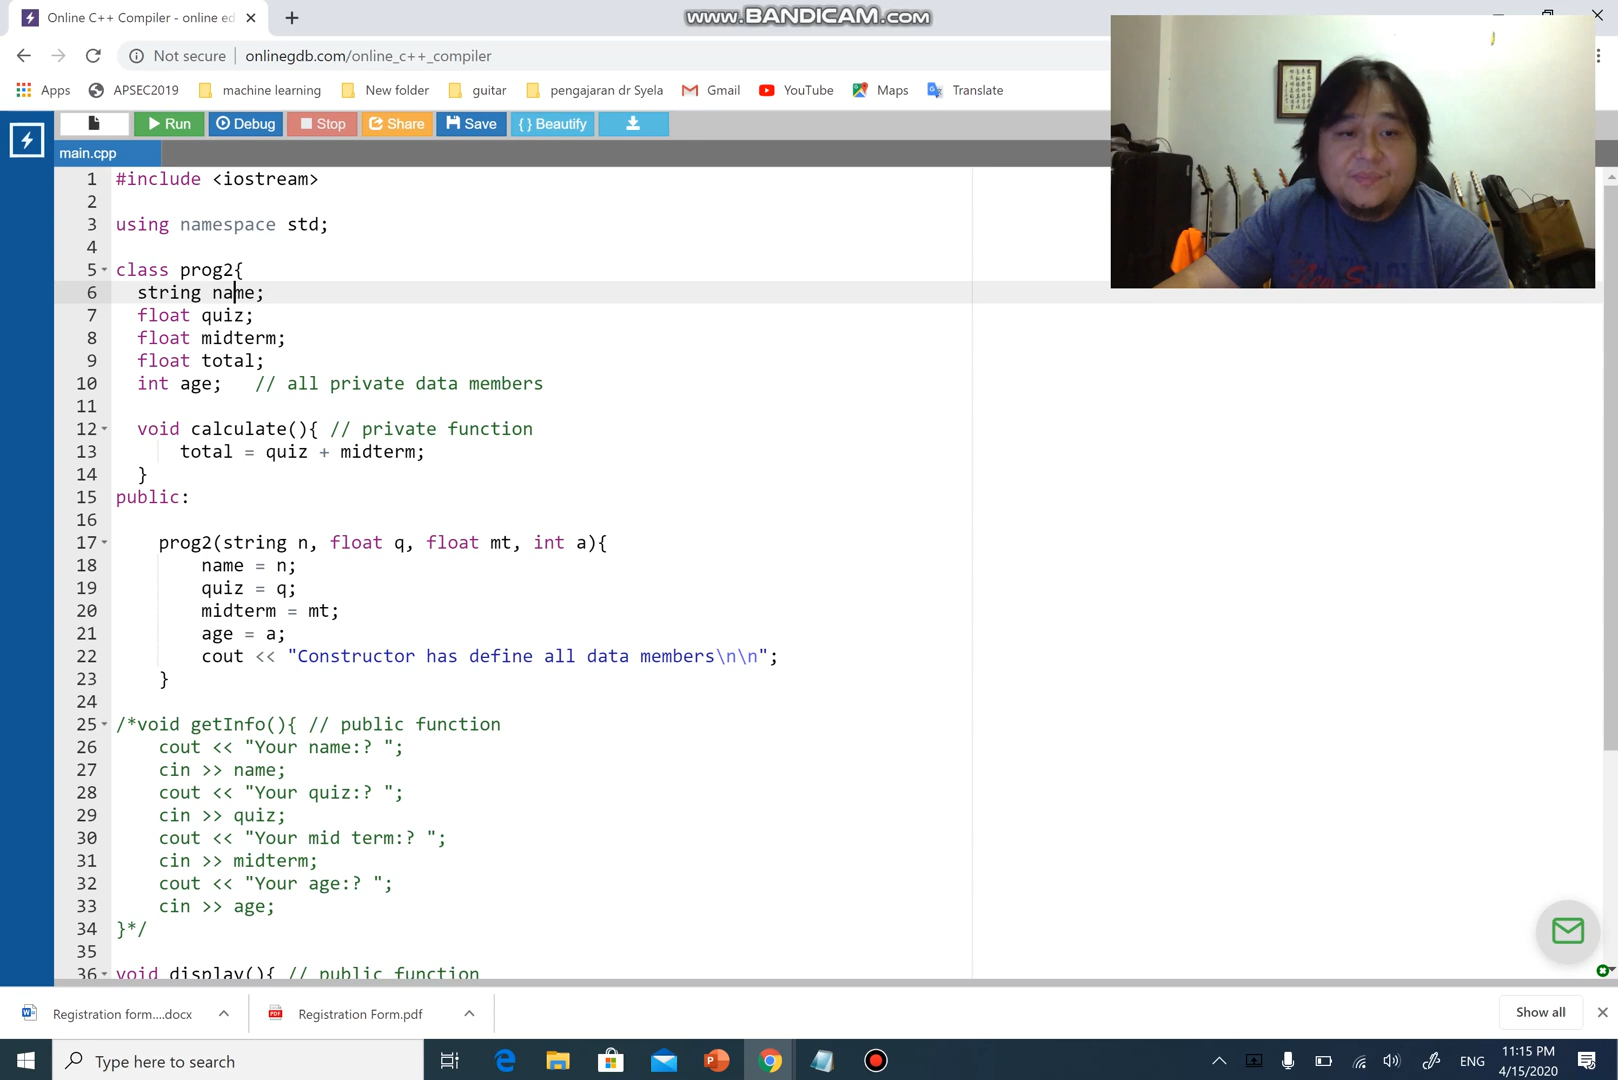 Online C++ Compiler - online ed
www.BANDICAM.com
Not secure onlinegdb.com/online_c++_compiler
Apps APSEC2019 machine learning New folder guitar pengajaran dr Syela Gmail YouTube Maps Translate
Run Debug Stop Share Save { } Beautify
main.cpp
1 #include <iostream>
2
3 using namespace std;
4
5 class prog2{
6 string name;
7 float quiz;
8 float midterm;
9 float total;
10 int age; // all private data members
11
12 void calculate(){ // private function
13 total = quiz + midterm;
14 }
15 public:
16
17 prog2(string n, float q, float mt, int a){
18 name = n;
19 quiz = q;
20 midterm = mt;
21 age = a;
22 cout << "Constructor has define all data members\n\n";
23 }
24
25 /*void getInfo(){ // public function
26 cout << "Your name:? ";
27 cin >> name;
28 cout << "Your quiz:? ";
29 cin >> quiz;
30 cout << "Your mid term:? ";
31 cin >> midterm;
32 cout << "Your age:? ";
33 cin >> age;
34 }*/
35
36 void display(){ // public function
Registration form....docx Registration Form.pdf Show all
Type here to search ENG 11:15 PM
4/15/2020